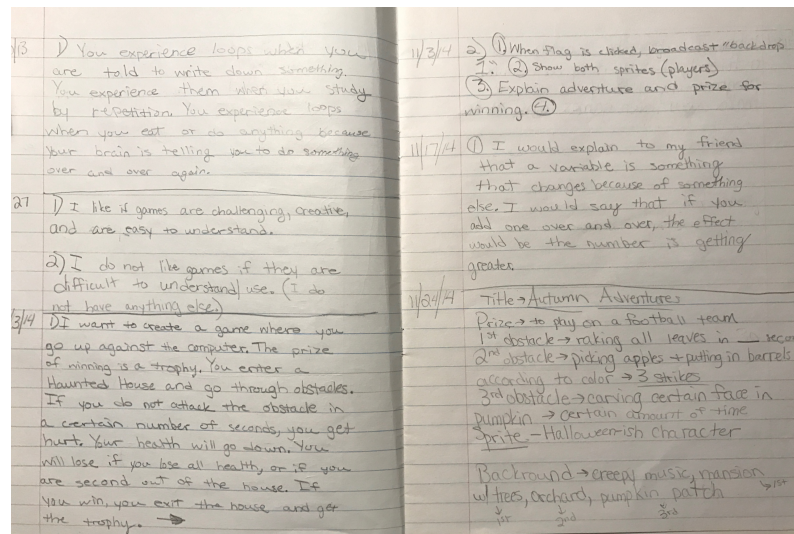 1/13 1) You experience loops when you
are told to write down something.
You experience them when you study
by repetition. You experience loops
when you eat or do anything because
your brain is telling you to do something
over and over again.
27 1) I like if games are challenging, creative,
and are easy to understand.
2) I do not like games if they are
difficult to understand/use. (I do
not have anything else.)
3/14 1) I want to create a game where you
go up against the computer. The prize
of winning is a trophy. You enter a
Haunted House and go through obstacles.
If you do not attack the obstacle in
a certain number of seconds, you get
hurt. Your health will go down. You
will lose if you lose all health, or if you
are second out of the house. If
you win, you exit the house and get
the trophy. →
11/3/14 2.) ① When flag is clicked, broadcast "backdrop
1." ② Show both sprites (players)
③. Explain adventure and prize for
winning. ④
11/17/14 ① I would explain to my friend
that a variable is something
that changes because of something
else. I would say that if you
add one over and over, the effect
would be the number is getting
greater.
11/24/14 Title → Autumn Adventures
Prize → to play on a football team
1st obstacle → raking all leaves in __ secon
2nd obstacle → picking apples + putting in barrels
according to color → 3 strikes
3rd obstacle → carving certain face in
pumpkin → certain amount of time
Sprite - Halloween-ish character
Backround → creepy music, mansion
w/ trees, orchard, pumpkin patch → 1st
1st 2nd 3rd